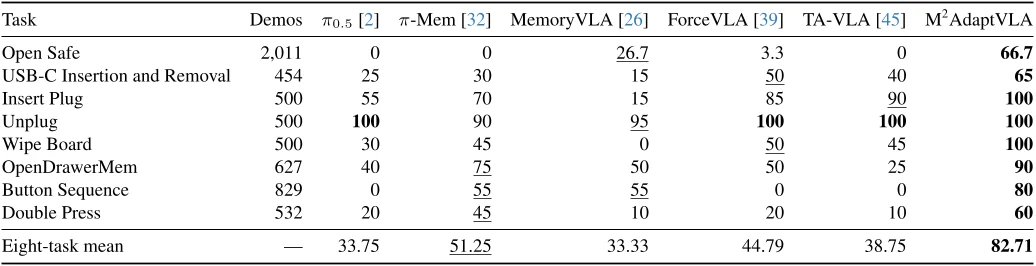 Task Demos π0.5 [2] π-Mem [32] MemoryVLA [26] ForceVLA [39] TA-VLA [45] M²AdaptVLA
Open Safe 2,011 0 0 26.7 3.3 0 66.7
USB-C Insertion and Removal 454 25 30 15 50 40 65
Insert Plug 500 55 70 15 85 90 100
Unplug 500 100 90 95 100 100 100
Wipe Board 500 30 45 0 50 45 100
OpenDrawerMem 627 40 75 50 50 25 90
Button Sequence 829 0 55 55 0 0 80
Double Press 532 20 45 10 20 10 60
Eight-task mean — 33.75 51.25 33.33 44.79 38.75 82.71